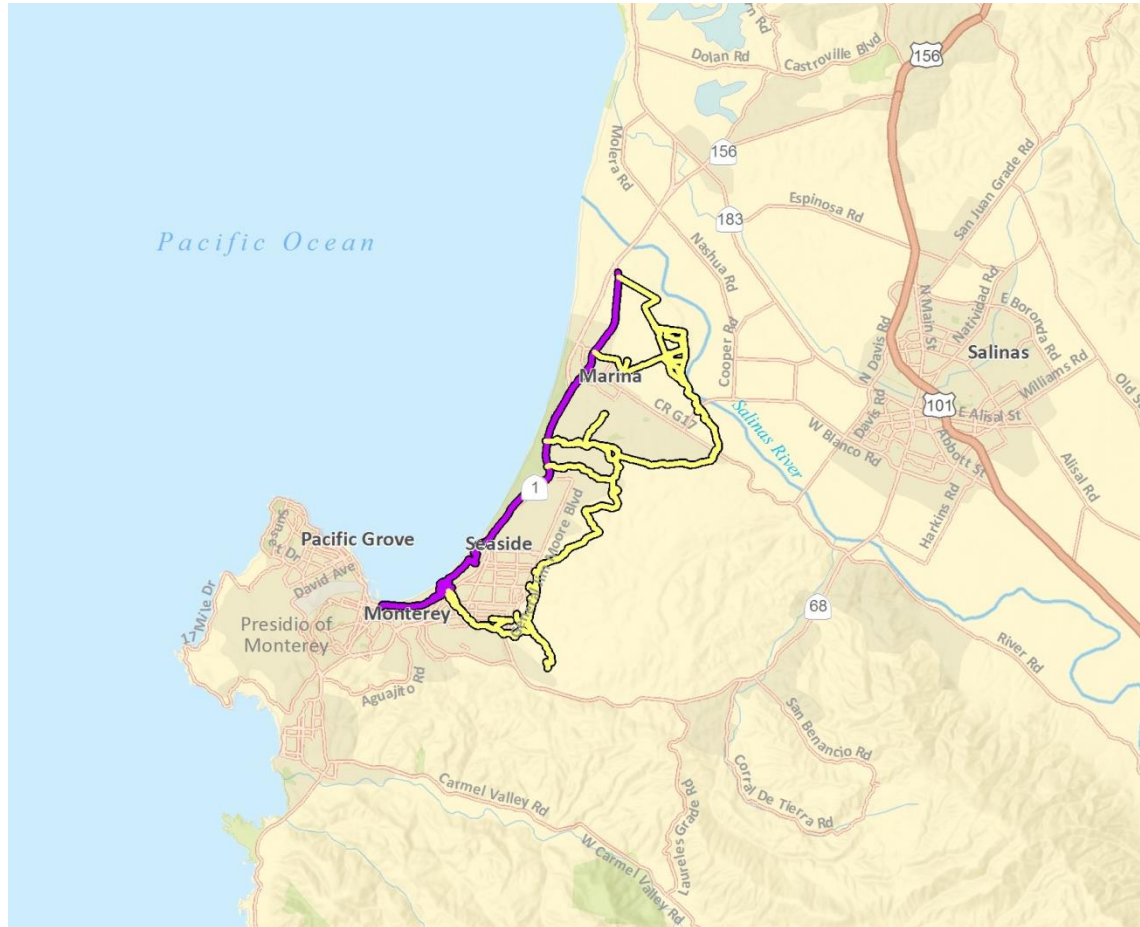 Dolan Rd
Castroville Blvd
156
156
Molera Rd
San Juan Grade Rd
Espinosa Rd
183
Nashua Rd
Pacific Ocean
N Main St
Natividad Rd
E Boronda Rd
Cooper Rd
N Davis Rd
Salinas
Marina
Williams Rd
Salinas River
Davis Rd
101
E Alisal St
CR G17
W Blanco Rd
Abbott St
Alisal Rd
1
Harkins Rd
Moore Blvd
Sunset Dr
Pacific Grove
Seaside
David Ave
Monterey
68
Presidio of
Monterey
River Rd
Aguajito Rd
San Benancio Rd
Carmel Valley Rd
Corral De Tierra Rd
Laureles Grade Rd
W Carmel Valley Rd